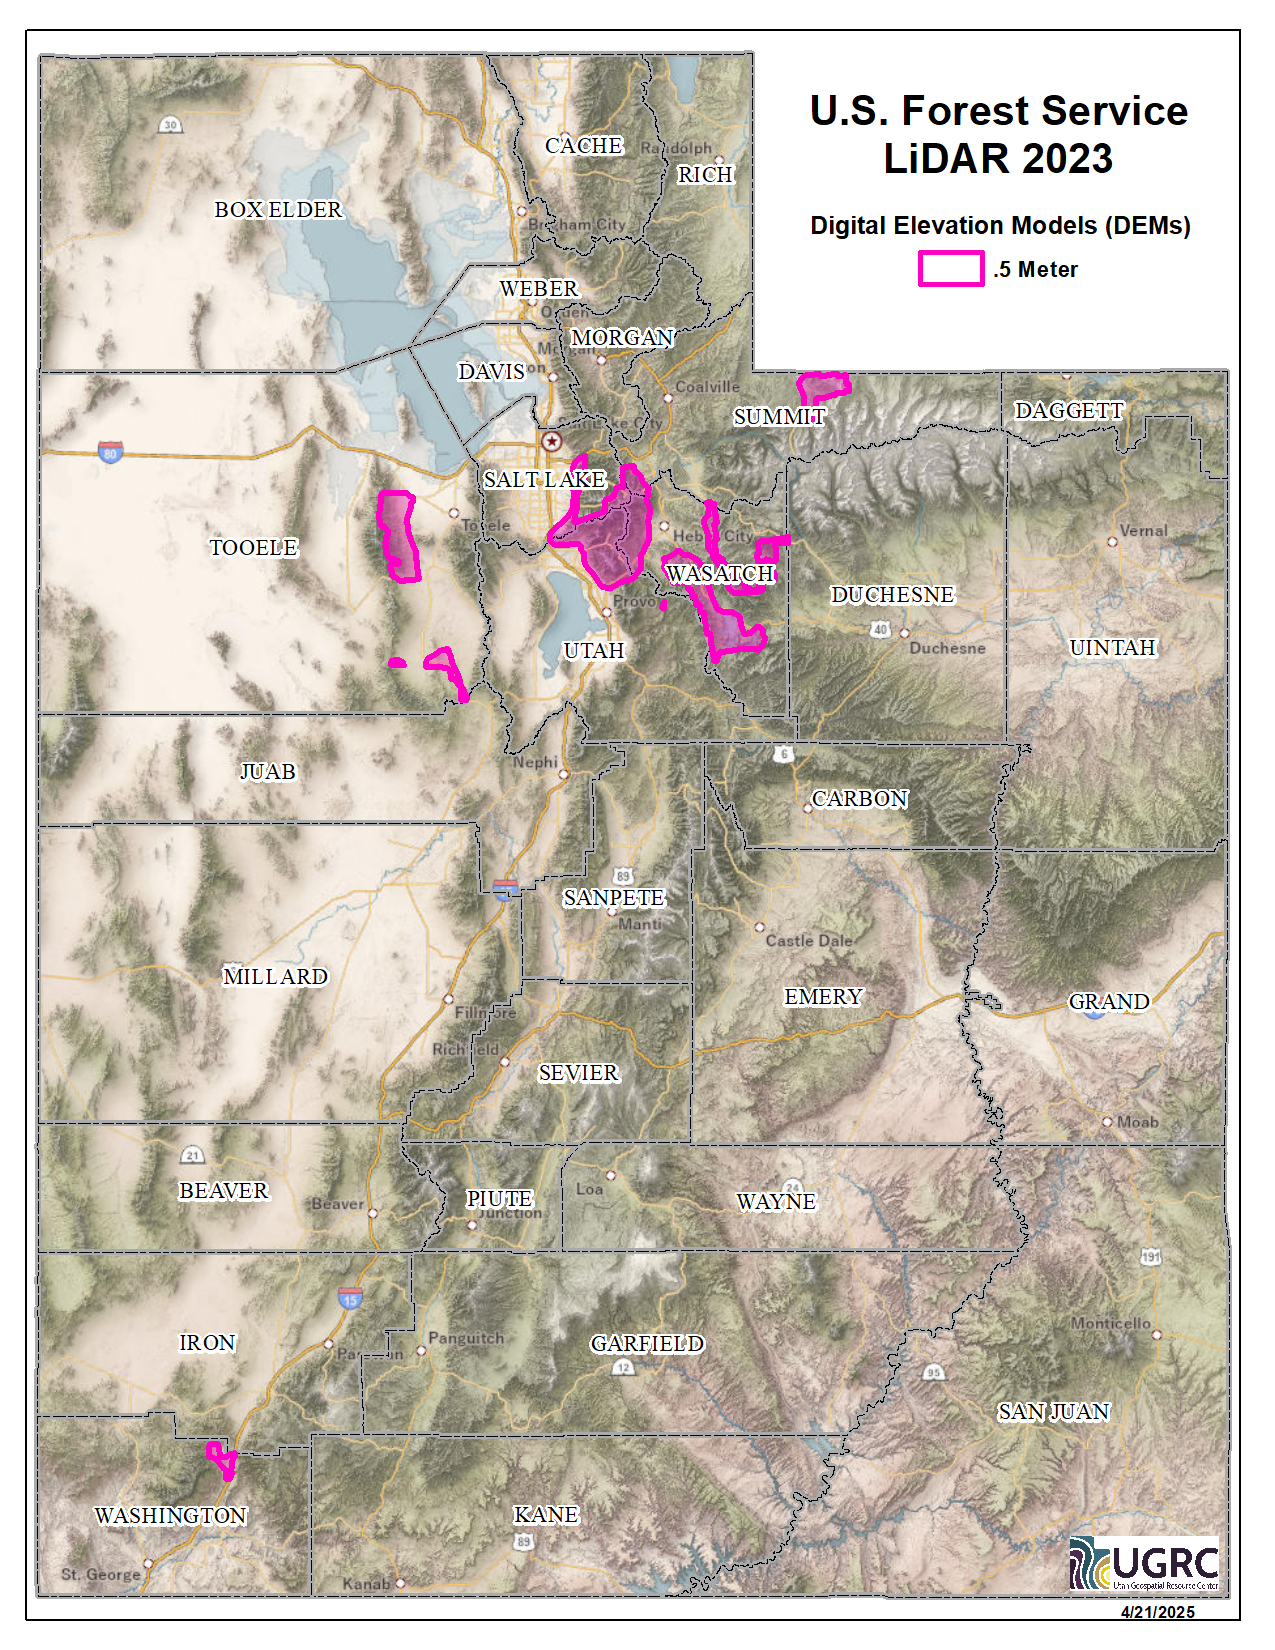 U.S. Forest Service
LiDAR 2023
Digital Elevation Models (DEMs)
.5 Meter
30
CACHE
Randolph
RICH
BOX ELDER
Brigham City
WEBER
Ogden
MORGAN
Morgan
DAVIS
Coalville
SUMMIT
DAGGETT
Salt Lake City
80
SALT LAKE
Tooele
TOOELE
Heber City
Vernal
WASATCH
DUCHESNE
Provo
40
Duchesne
UTAH
UINTAH
JUAB
Nephi
6
CARBON
89
SANPETE
Manti
Castle Dale
MILLARD
EMERY
GRAND
Fillmore
Richfield
SEVIER
Moab
21
BEAVER
Beaver
PIUTE
Junction
Loa
24
WAYNE
191
15
IRON
Parowan
Panguitch
GARFIELD
12
Monticello
95
SAN JUAN
WASHINGTON
KANE
89
St. George
Kanab
UGRC
Utah Geospatial Resource Center
4/21/2025